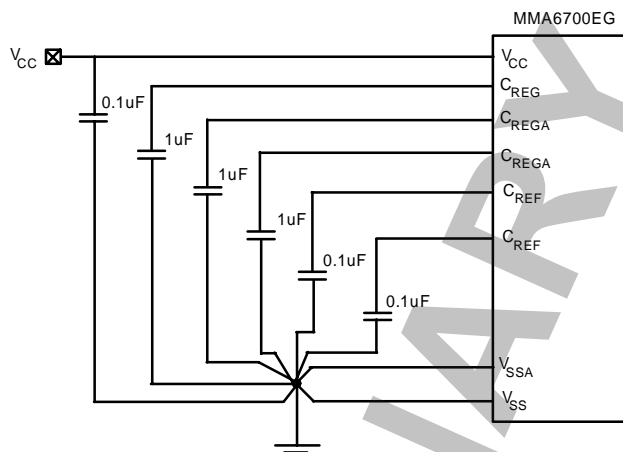 MMA6700EG
VCC
VCC
CREG
0.1uF
1uF
CREGA
1uF
CREGA
1uF
CREF
CREF
0.1uF
0.1uF
VSSA
VSS
ARY